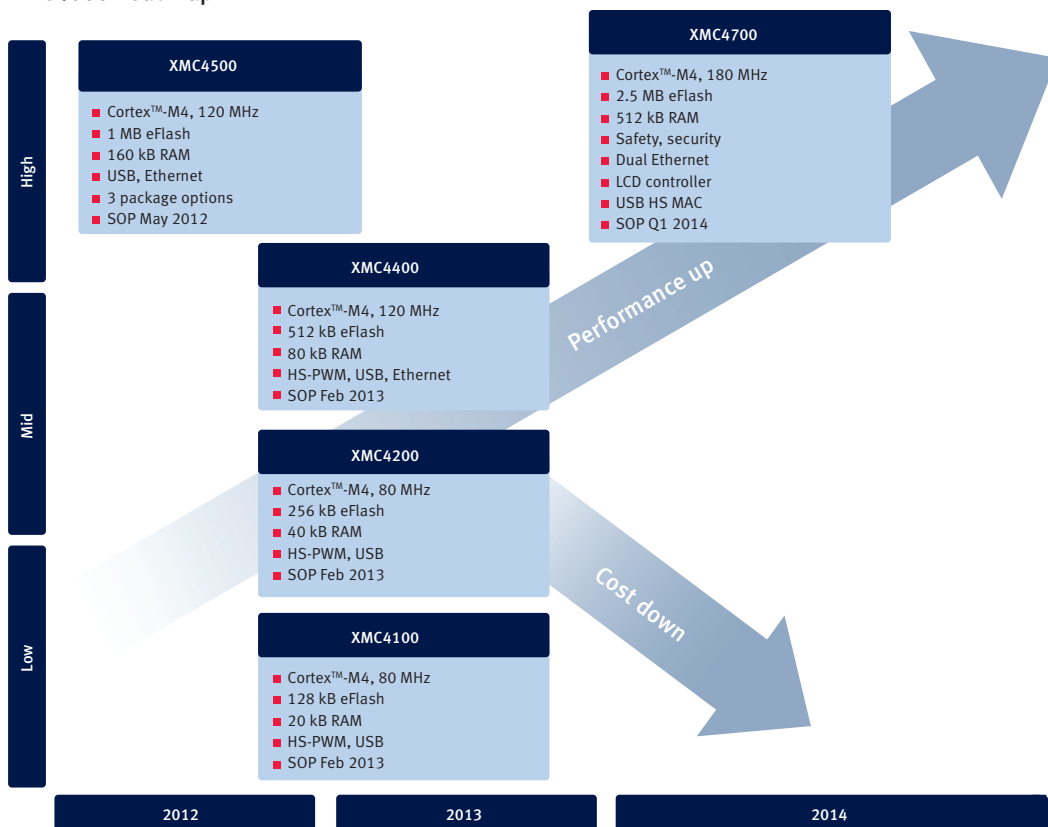 XMC4500
Cortex™-M4, 120 MHz
1 MB eFlash
160 kB RAM
USB, Ethernet
3 package options
SOP May 2012
XMC4700
Cortex™-M4, 180 MHz
2.5 MB eFlash
512 kB RAM
Safety, security
Dual Ethernet
LCD controller
USB HS MAC
SOP Q1 2014
High
XMC4400
Cortex™-M4, 120 MHz
512 kB eFlash
80 kB RAM
HS-PWM, USB, Ethernet
SOP Feb 2013
Performance up
Mid
XMC4200
Cortex™-M4, 80 MHz
256 kB eFlash
40 kB RAM
HS-PWM, USB
SOP Feb 2013
Cost down
Low
XMC4100
Cortex™-M4, 80 MHz
128 kB eFlash
20 kB RAM
HS-PWM, USB
SOP Feb 2013
2012
2013
2014